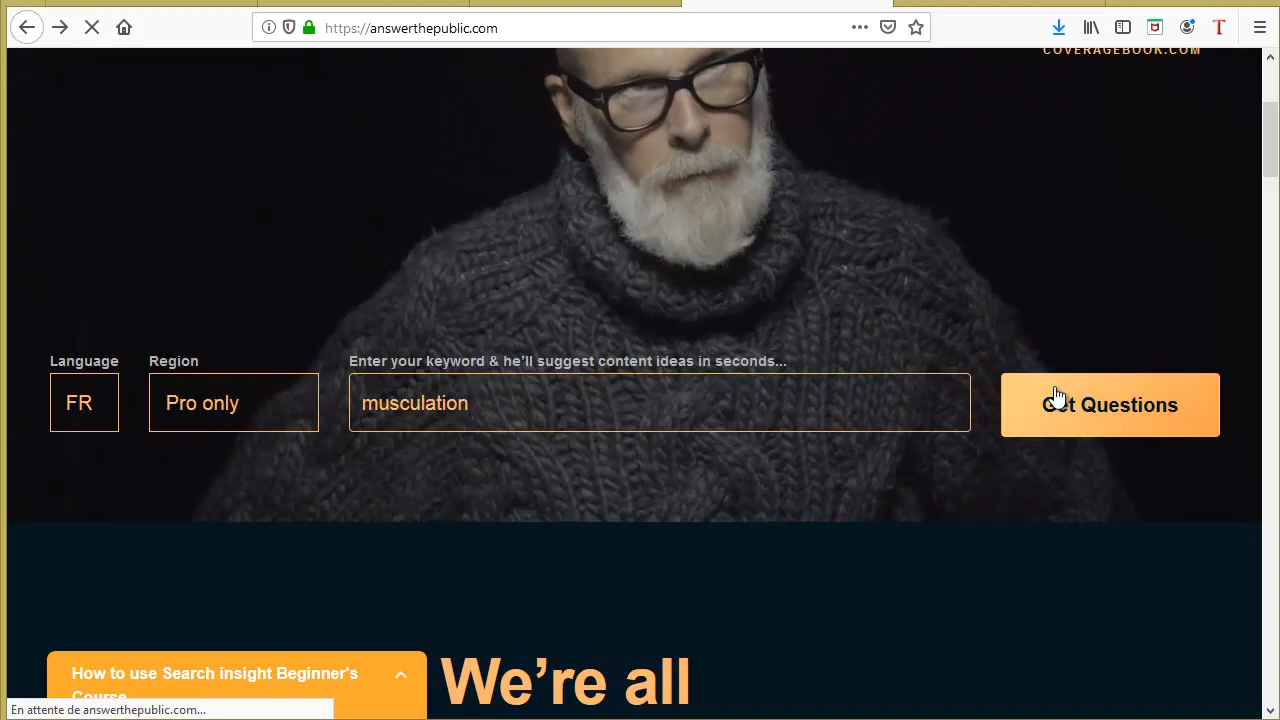 https://answerthepublic.com
COVERAGEBOOK.COM
Language
Region
Enter your keyword & he'll suggest content ideas in seconds...
FR
Pro only
musculation
Get Questions
How to use Search insight Beginner's
Course
We're all
En attente de answerthepublic.com...